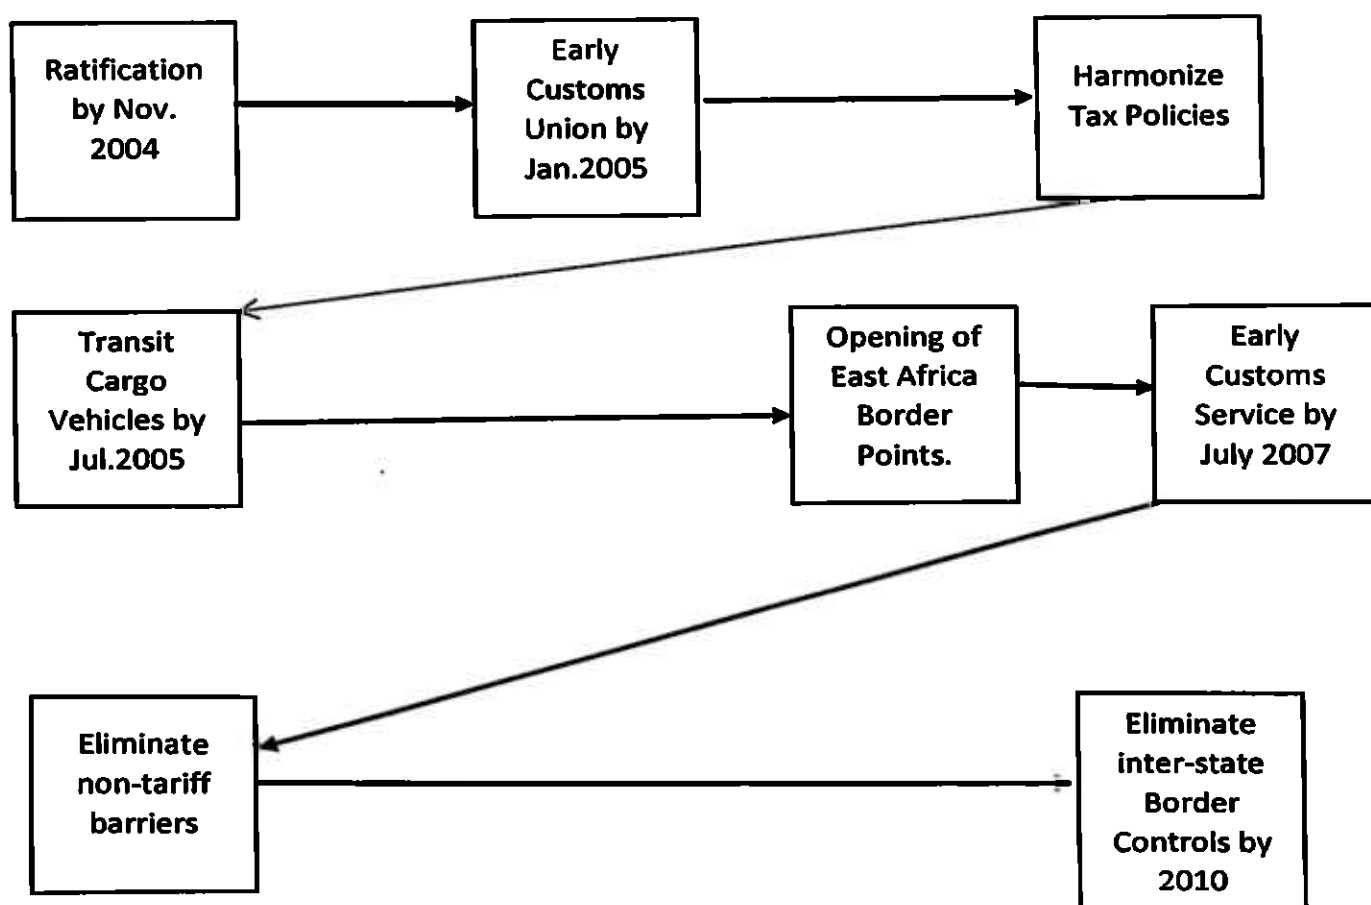 Ratification
by Nov.
2004
Early
Customs
Union by
Jan.2005
Harmonize
Tax Policies
Transit
Cargo
Vehicles by
Jul.2005
Opening of
East Africa
Border
Points.
Early
Customs
Service by
July 2007
Eliminate
non-tariff
barriers
Eliminate
inter-state
Border
Controls by
2010